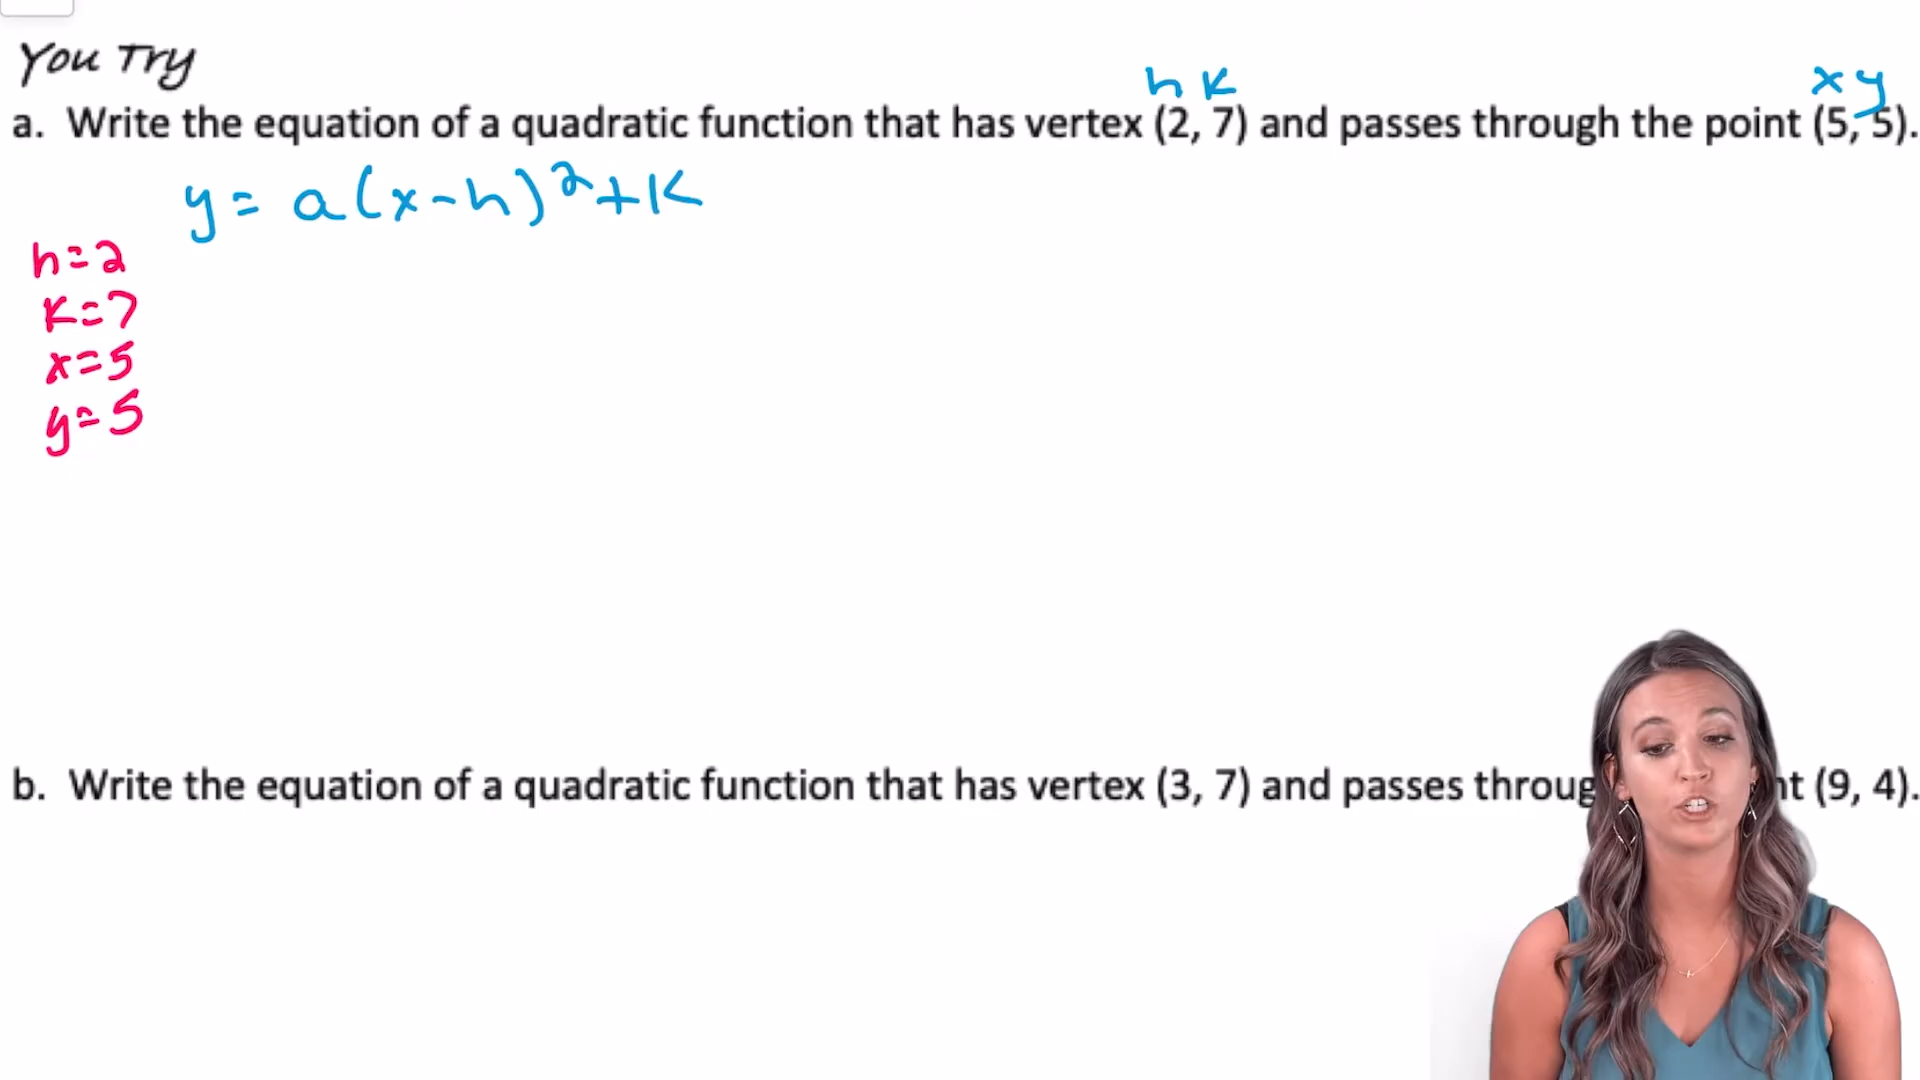 You Try
h k
x y
a. Write the equation of a quadratic function that has vertex (2, 7) and passes through the point (5, 5).
y = a(x-h)²+k
h=2
k=7
x=5
y=5
b. Write the equation of a quadratic function that has vertex (3, 7) and passes (9, 4).